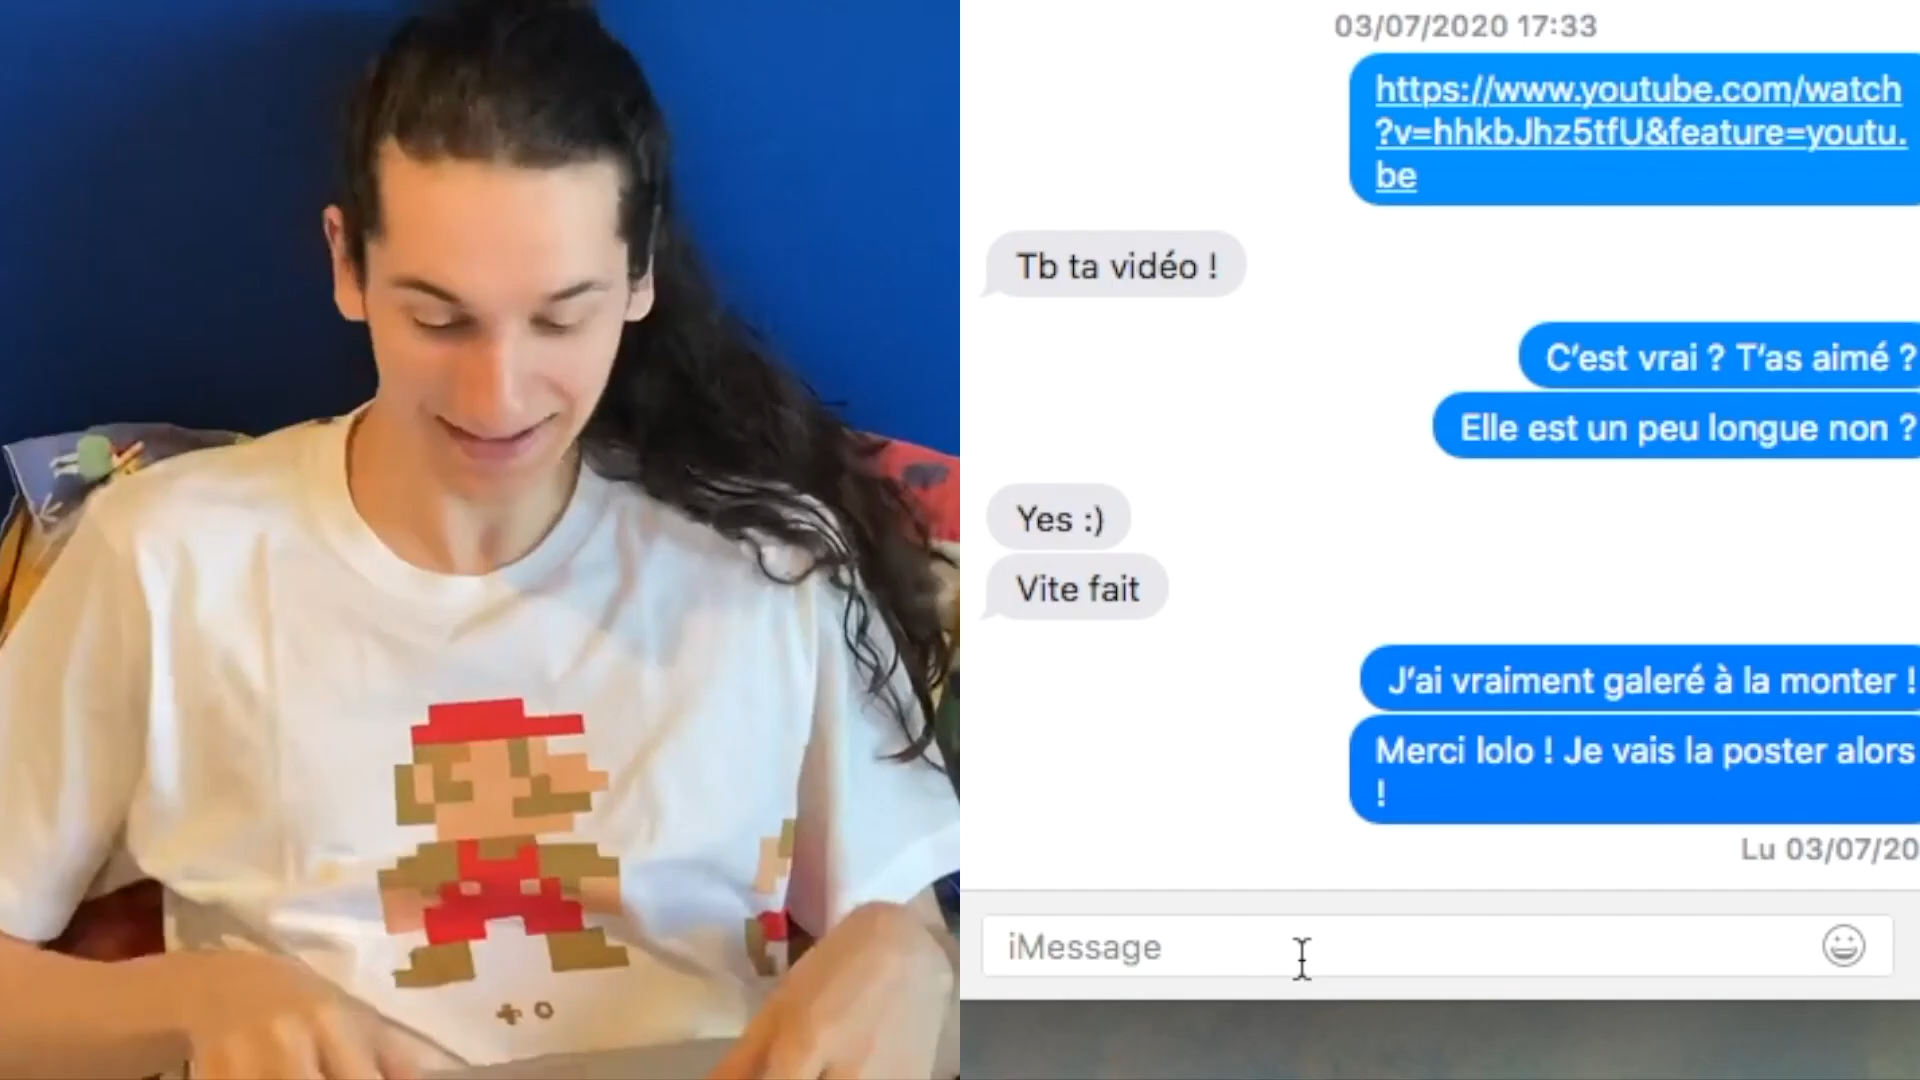 03/07/2020 17:33
https://www.youtube.com/watch
?v=hhkbJhz5tfU&feature=youtu.
be
Tb ta vidéo !
C'est vrai ? T'as aimé ?
Elle est un peu longue non ?
Yes :)
Vite fait
J'ai vraiment galeré à la monter !
Merci lolo ! Je vais la poster alors
!
Lu 03/07/20
iMessage